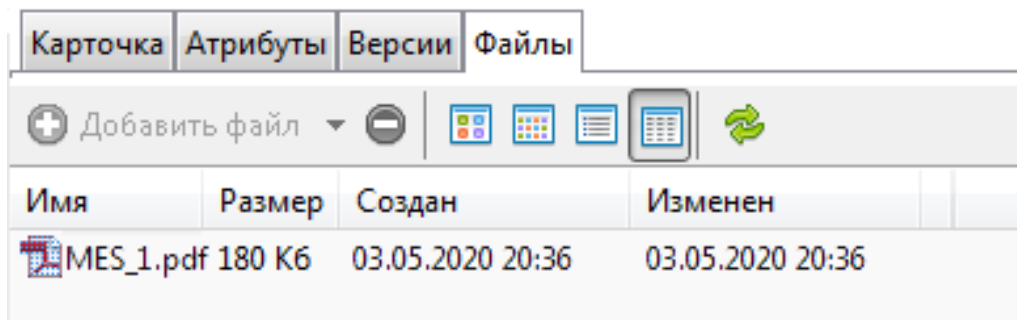 Карточка Атрибуты Версии Файлы
Добавить файл
Имя Размер Создан Изменен
MES_1.pdf 180 Кб 03.05.2020 20:36 03.05.2020 20:36